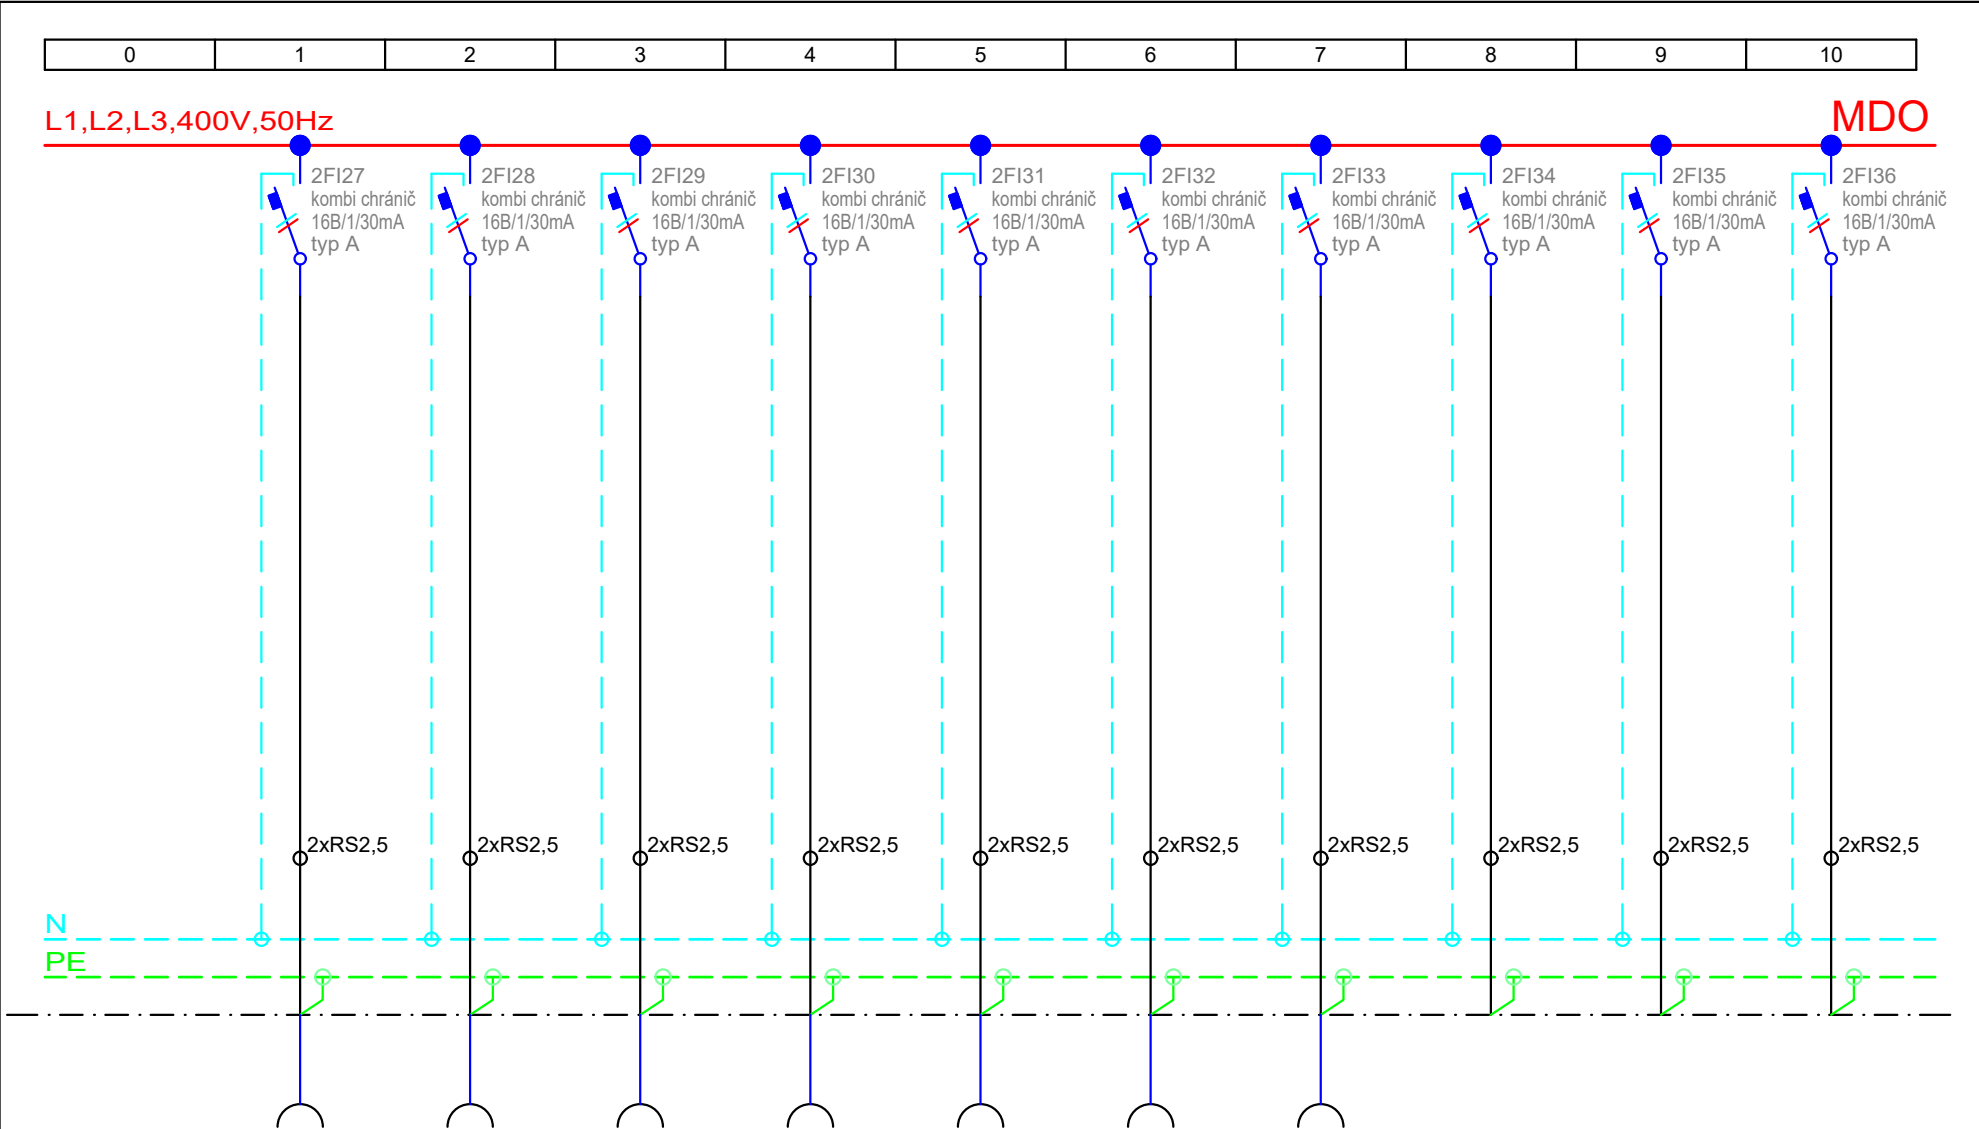 0 1 2 3 4 5 6 7 8 9 10
L1,L2,L3,400V,50Hz MDO
2FI27 2FI28 2FI29 2FI30 2FI31 2FI32 2FI33 2FI34 2FI35 2FI36
kombi chránič kombi chránič kombi chránič kombi chránič kombi chránič kombi chránič kombi chránič kombi chránič kombi chránič kombi chránič
16B/1/30mA 16B/1/30mA 16B/1/30mA 16B/1/30mA 16B/1/30mA 16B/1/30mA 16B/1/30mA 16B/1/30mA 16B/1/30mA 16B/1/30mA
typ A typ A typ A typ A typ A typ A typ A typ A typ A typ A
2xRS2,5 2xRS2,5 2xRS2,5 2xRS2,5 2xRS2,5 2xRS2,5 2xRS2,5 2xRS2,5 2xRS2,5 2xRS2,5
N
PE